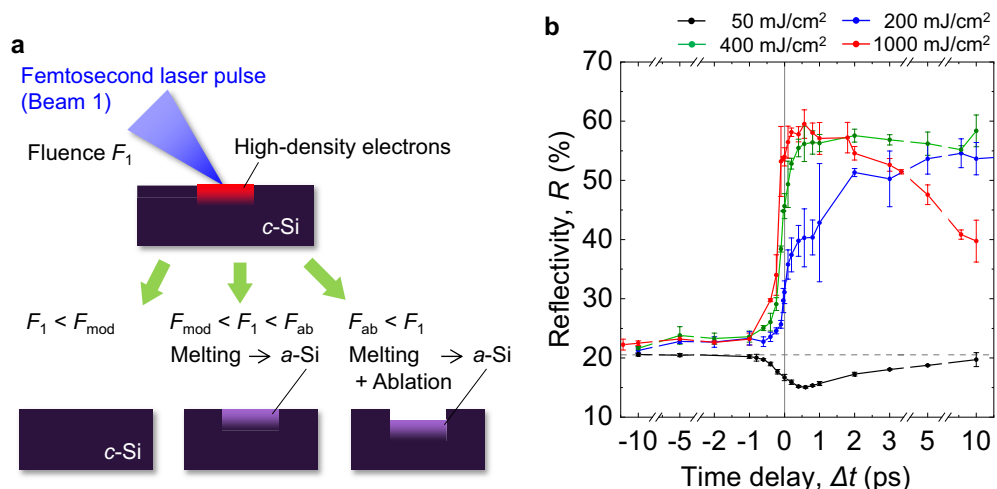 a
Femtosecond laser pulse
(Beam 1)
Fluence F₁
High-density electrons
c-Si
F₁ < Fmod
Fmod < F₁ < Fab
Fab < F₁
Melting → a-Si
Melting → a-Si
+ Ablation
c-Si
b
50 mJ/cm² 200 mJ/cm²
400 mJ/cm² 1000 mJ/cm²
Reflectivity, R (%)
70
60
50
40
30
20
10
-10 -5 -2 -1 0 1 2 3 5 10
Time delay, Δt (ps)